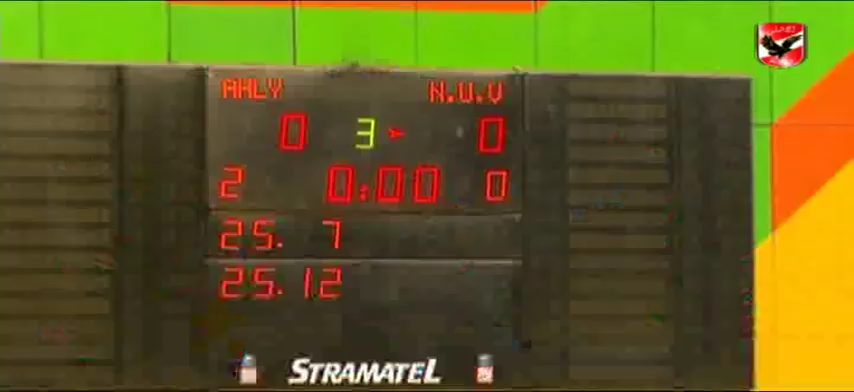 AHLY N.W.V
0 3 0
2 0:00 0
25. 7
25.12
STRAMATEL